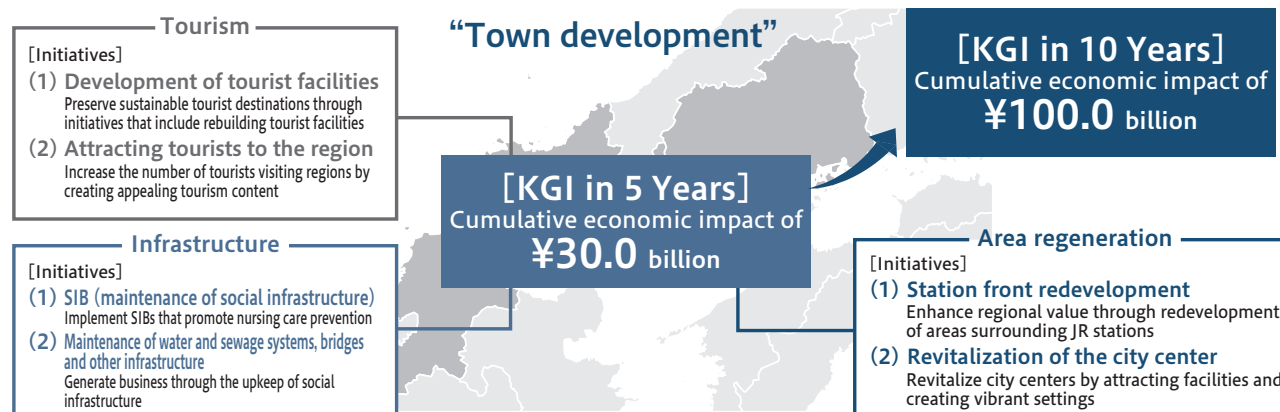 “Town development”
Tourism
[Initiatives]
(1) Development of tourist facilities
Preserve sustainable tourist destinations through
initiatives that include rebuilding tourist facilities
(2) Attracting tourists to the region
Increase the number of tourists visiting regions by
creating appealing tourism content
Infrastructure
[Initiatives]
(1) SIB (maintenance of social infrastructure)
Implement SIBs that promote nursing care prevention
(2) Maintenance of water and sewage systems, bridges
and other infrastructure
Generate business through the upkeep of social
infrastructure
[KGI in 5 Years]
Cumulative economic impact of
¥30.0 billion
[KGI in 10 Years]
Cumulative economic impact of
¥100.0 billion
Area regeneration
[Initiatives]
(1) Station front redevelopment
Enhance regional value through redevelopment
of areas surrounding JR stations
(2) Revitalization of the city center
Revitalize city centers by attracting facilities and
creating vibrant settings